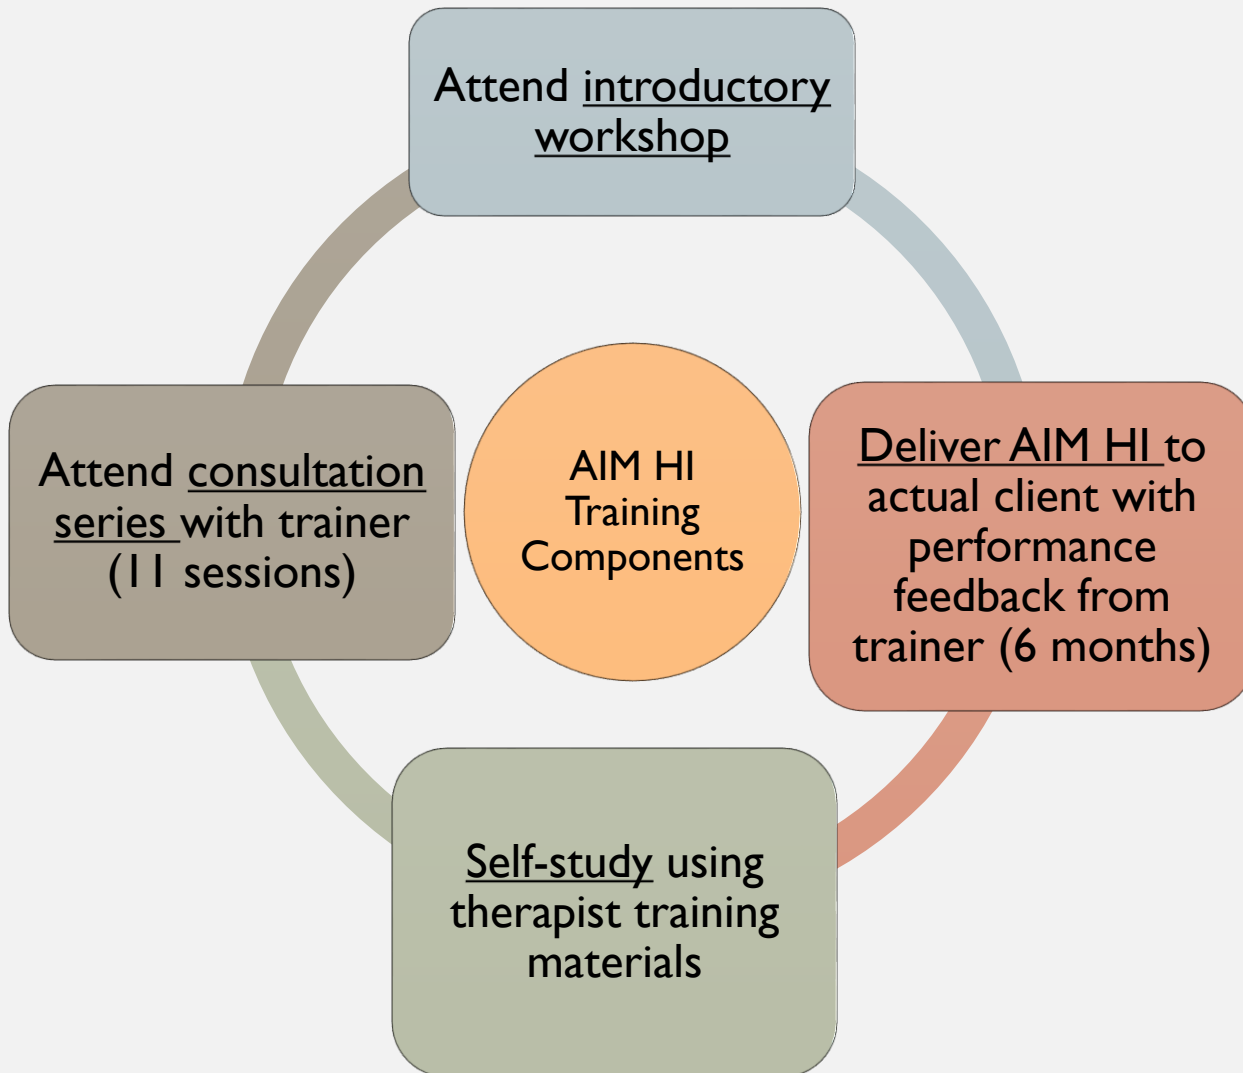 Attend introductory
workshop
Deliver AIM HI to
actual client with
performance
feedback from
trainer (6 months)
Self-study using
therapist training
materials
Attend consultation
series with trainer
(11 sessions)
AIM HI
Training
Components